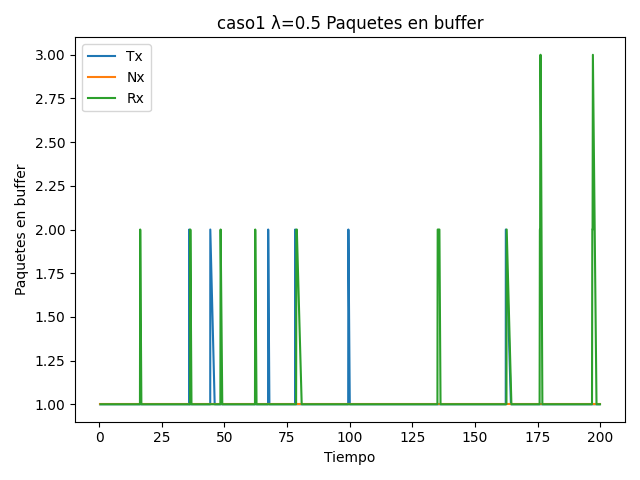 caso1 λ=0.5 Paquetes en buffer
Tx
Nx
Rx
Paquetes en buffer
3.00
2.75
2.50
2.25
2.00
1.75
1.50
1.25
1.00
0 25 50 75 100 125 150 175 200
Tiempo